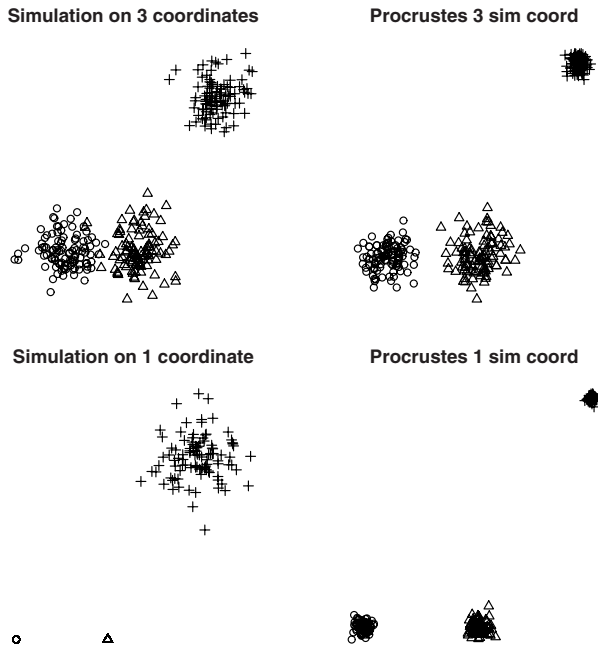 Simulation on 3 coordinates
Procrustes 3 sim coord
Simulation on 1 coordinate
Procrustes 1 sim coord